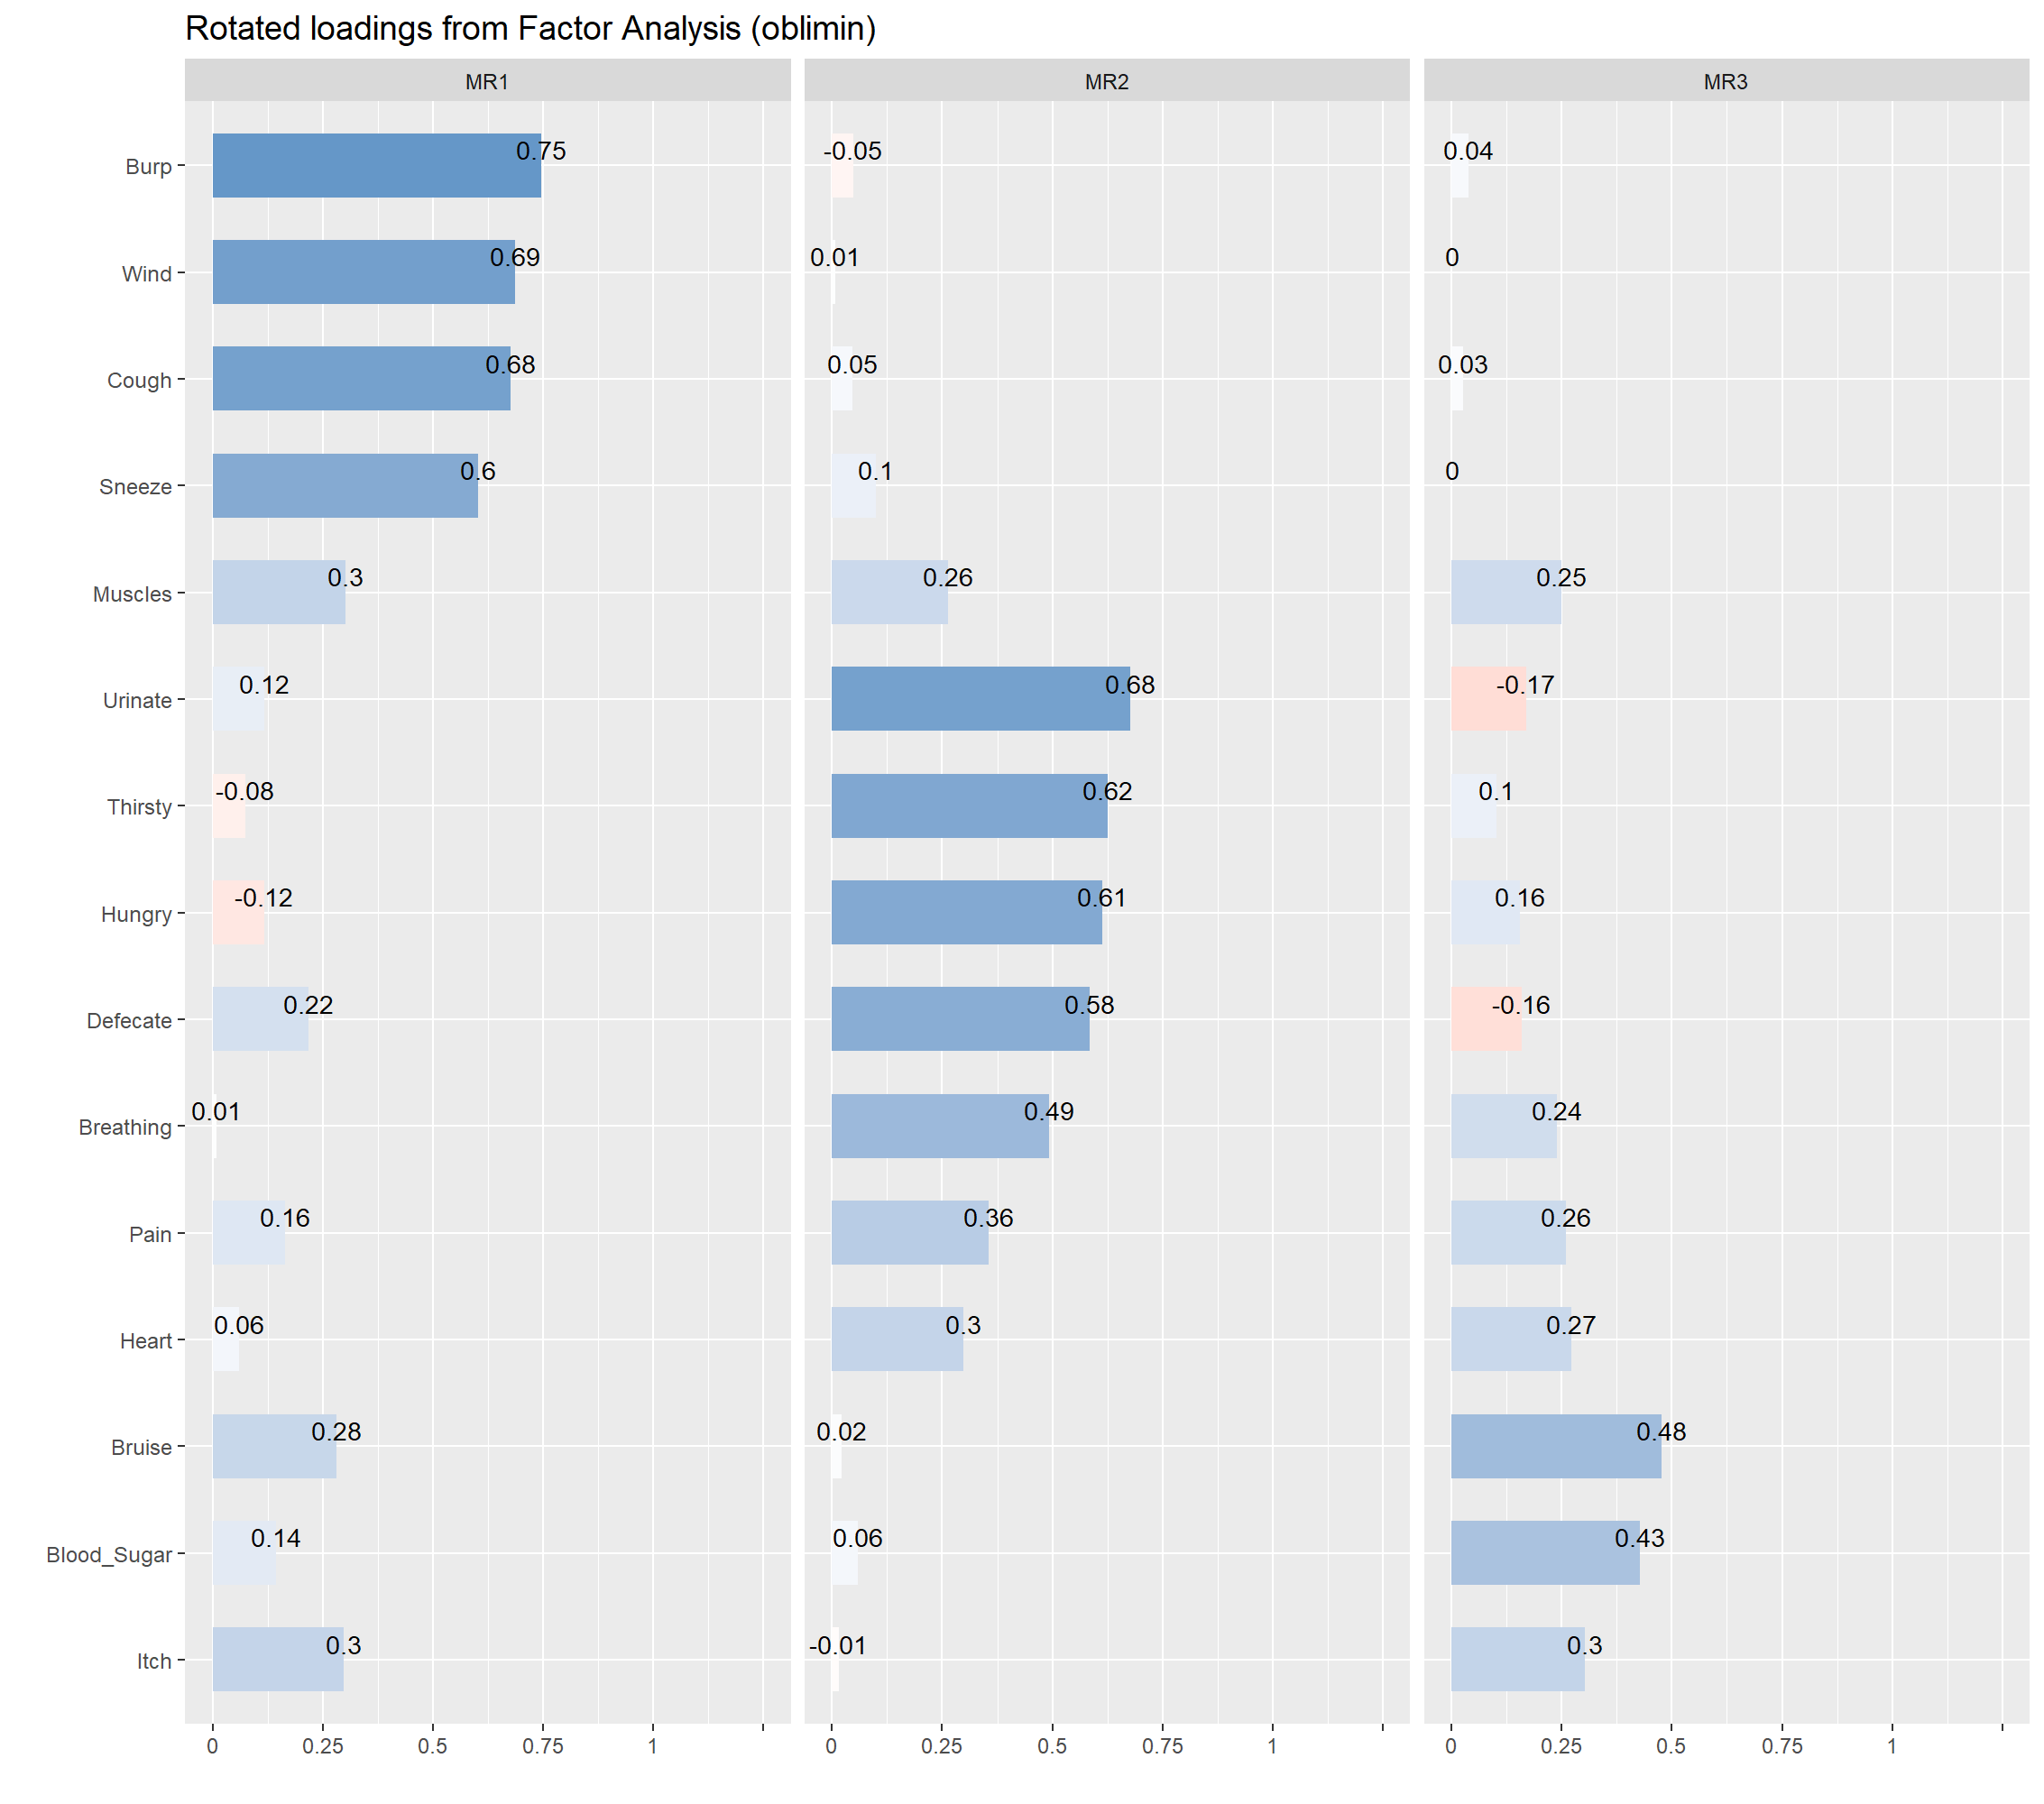 Rotated loadings from Factor Analysis (oblimin)
MR1 MR2 MR3
Burp 0.75 -0.05 0.04
Wind 0.69 0.01 0
Cough 0.68 0.05 0.03
Sneeze 0.6 0.1 0
Muscles 0.3 0.26 0.25
Urinate 0.12 0.68 -0.17
Thirsty -0.08 0.62 0.1
Hungry -0.12 0.61 0.16
Defecate 0.22 0.58 -0.16
Breathing 0.01 0.49 0.24
Pain 0.16 0.36 0.26
Heart 0.06 0.3 0.27
Bruise 0.28 0.02 0.48
Blood_Sugar 0.14 0.06 0.43
Itch 0.3 -0.01 0.3
0 0.25 0.5 0.75 1 0 0.25 0.5 0.75 1 0 0.25 0.5 0.75 1